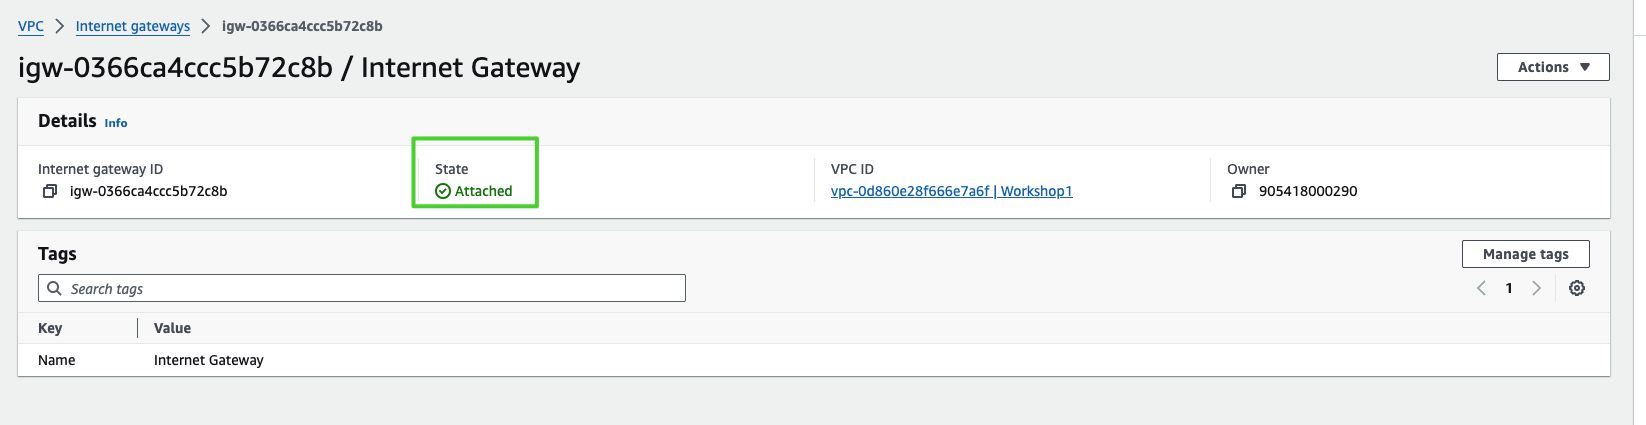 VPC > Internet gateways > igw-0366ca4ccc5b72c8b
igw-0366ca4ccc5b72c8b / Internet Gateway
Actions
Details Info
Internet gateway ID
igw-0366ca4ccc5b72c8b
State
Attached
VPC ID
vpc-0d860e28f666e7a6f | Workshop1
Owner
905418000290
Tags
Manage tags
Search tags
1
Key Value
Name Internet Gateway